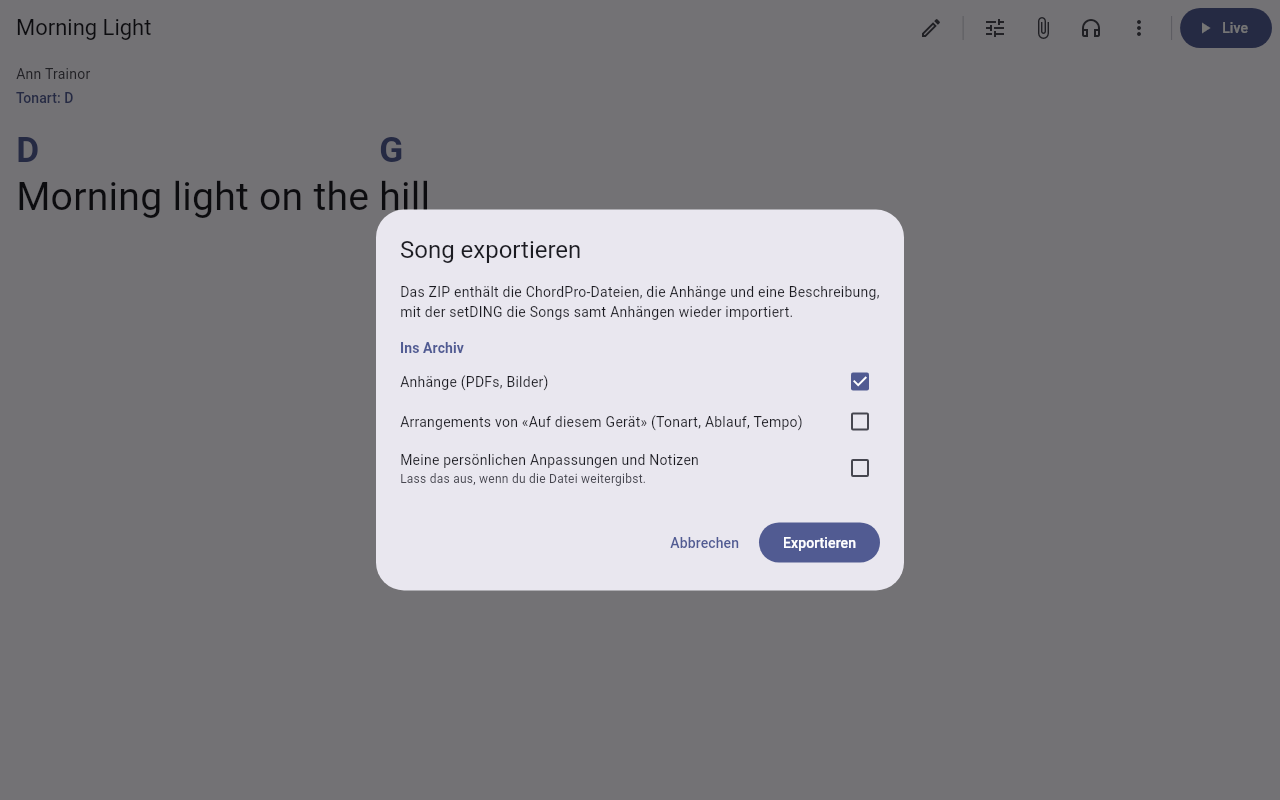 Morning Light
Live
Ann Trainor
Tonart: D
D G
Morning light on the hill
Song exportieren
Das ZIP enthält die ChordPro-Dateien, die Anhänge und eine Beschreibung,
mit der setDING die Songs samt Anhängen wieder importiert.
Ins Archiv
Anhänge (PDFs, Bilder)
Arrangements von «Auf diesem Gerät» (Tonart, Ablauf, Tempo)
Meine persönlichen Anpassungen und Notizen
Lass das aus, wenn du die Datei weitergibst.
Abbrechen Exportieren